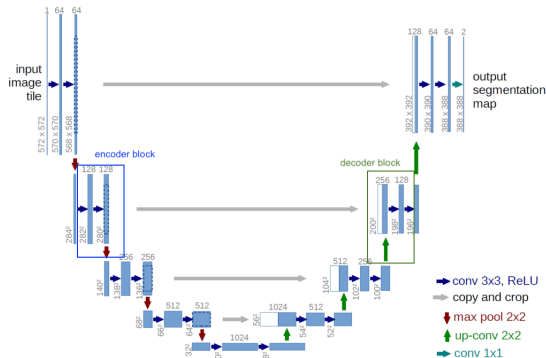 1 64 64
128 64 64 2
input
image
tile
output
segmentation
map
572 x 572
570 x 570
568 x 568
392 x 392
390 x 390
388 x 388
388 x 388
encoder block
decoder block
128 128
256 128
284²
282²
280²
200²
198²
196²
256 256
512 256
140²
138²
136²
104²
102²
100²
conv 3x3, ReLU
copy and crop
max pool 2x2
up-conv 2x2
conv 1x1
512 512
1024 512
68²
66²
64²
56²
54²
52²
1024
32²